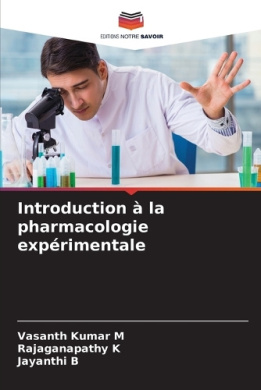 EDITIONS NOTRE SAVOIR
Introduction à la
pharmacologie
expérimentale
Vasanth Kumar M
Rajaganapathy K
Jayanthi B